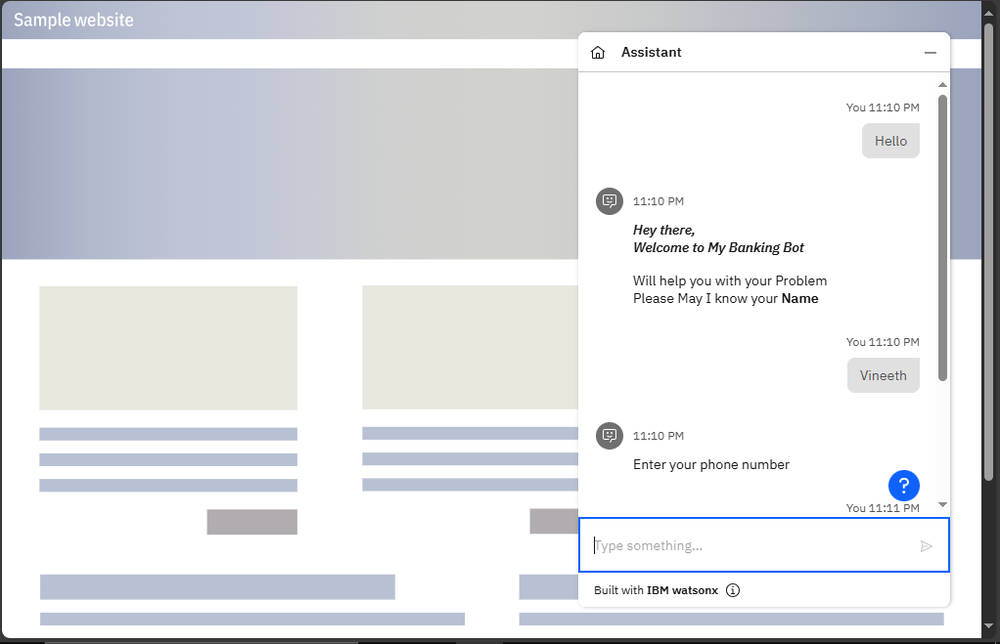 Sample website
Assistant
You 11:10 PM
Hello
11:10 PM
Hey there,
Welcome to My Banking Bot
Will help you with your Problem
Please May I know your Name
You 11:10 PM
Vineeth
11:10 PM
Enter your phone number
?
You 11:11 PM
Type something...
Built with IBM watsonx